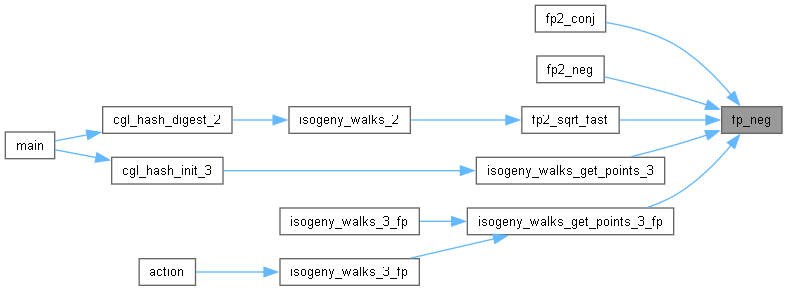 fp2_conj
fp2_neg
fp_neg
cgl_hash_digest_2
isogeny_walks_2
fp2_sqrt_fast
main
cgl_hash_init_3
isogeny_walks_get_points_3
isogeny_walks_3_fp
isogeny_walks_get_points_3_fp
action
isogeny_walks_3_fp